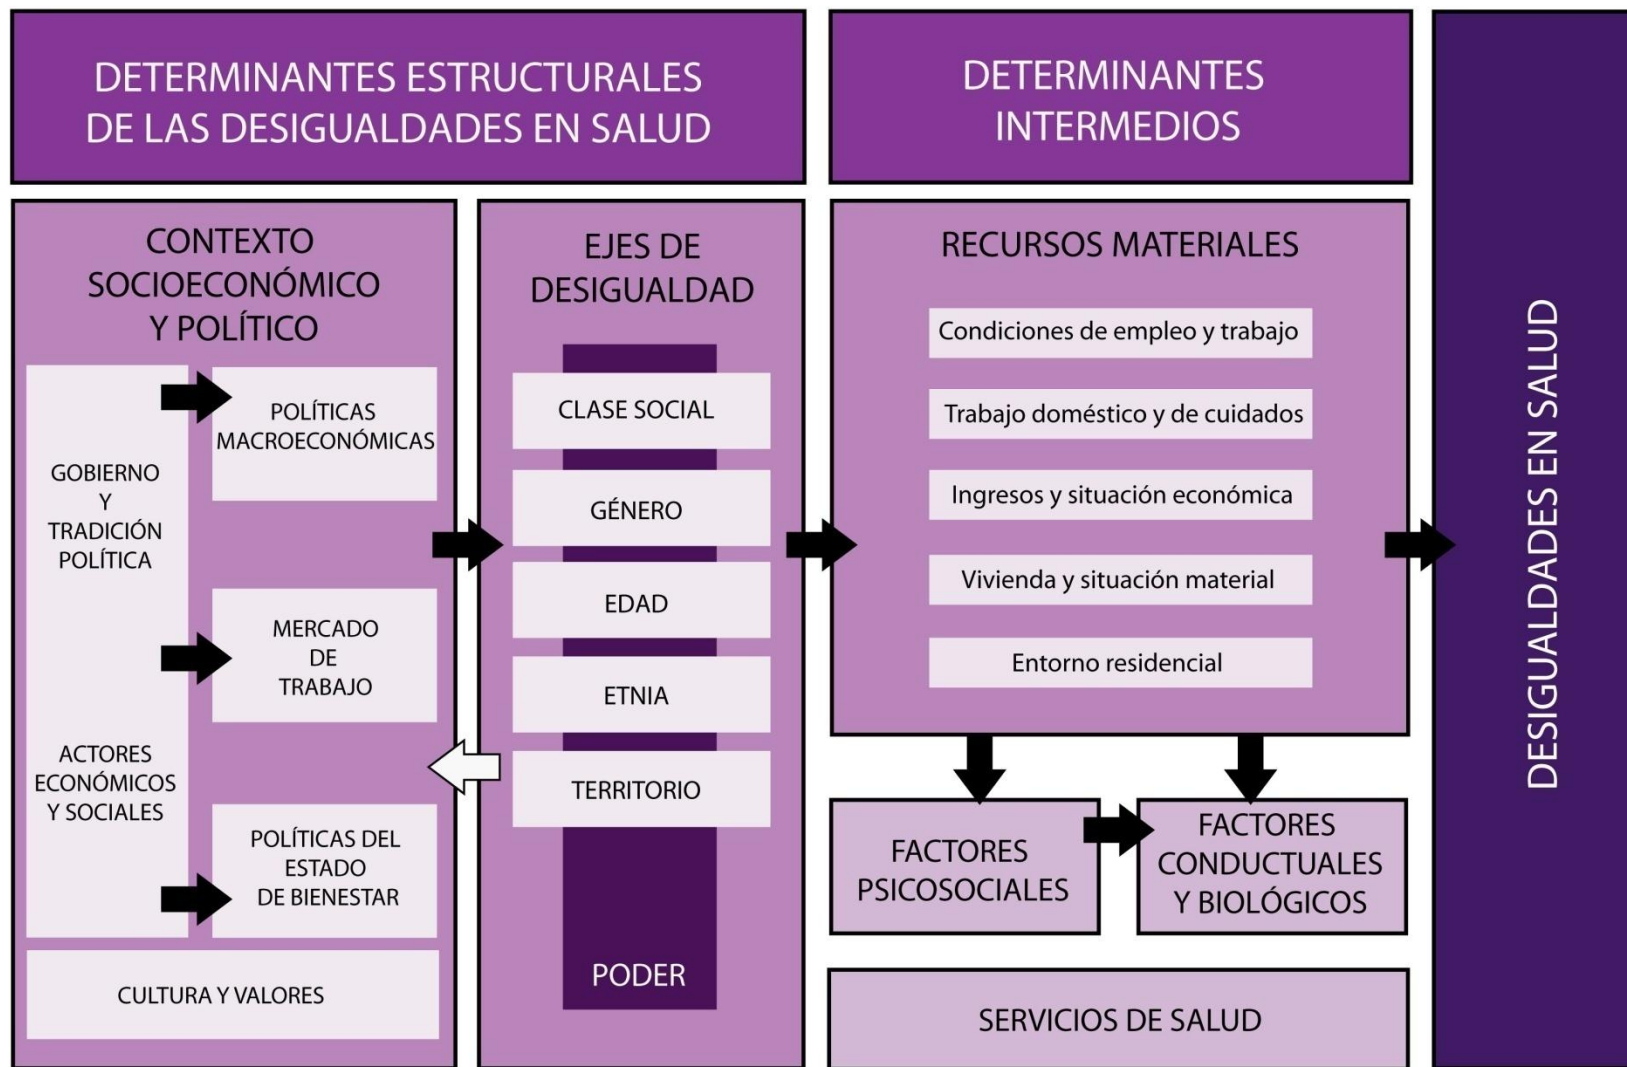 DETERMINANTES ESTRUCTURALES
DE LAS DESIGUALDADES EN SALUD
DETERMINANTES
INTERMEDIOS
CONTEXTO
SOCIOECONÓMICO
Y POLÍTICO
GOBIERNO
Y
TRADICIÓN
POLÍTICA
ACTORES
ECONÓMICOS
Y SOCIALES
POLÍTICAS
MACROECONÓMICAS
MERCADO
DE
TRABAJO
POLÍTICAS DEL
ESTADO
DE BIENESTAR
CULTURA Y VALORES
EJES DE
DESIGUALDAD
CLASE SOCIAL
GÉNERO
EDAD
ETNIA
TERRITORIO
PODER
RECURSOS MATERIALES
Condiciones de empleo y trabajo
Trabajo doméstico y de cuidados
Ingresos y situación económica
Vivienda y situación material
Entorno residencial
FACTORES
PSICOSOCIALES
FACTORES
CONDUCTUALES
Y BIOLÓGICOS
SERVICIOS DE SALUD
DESIGUALDADES EN SALUD